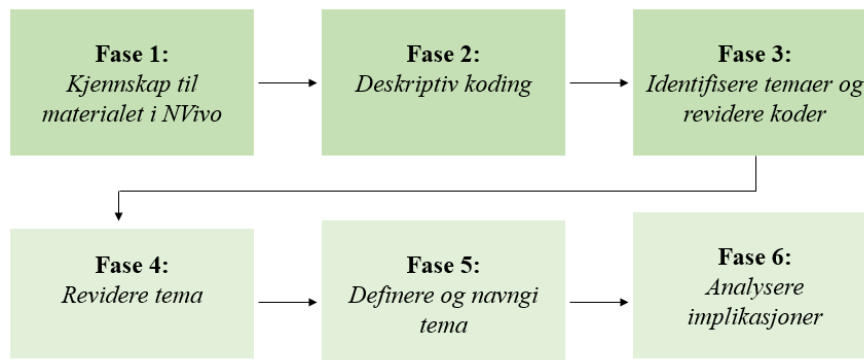 Fase 1:
Kjennskap til
materialet i NVivo
Fase 2:
Deskriptiv koding
Fase 3:
Identifisere temaer og
revidere koder
Fase 4:
Revidere tema
Fase 5:
Definere og navngi
tema
Fase 6:
Analysere
implikasjoner